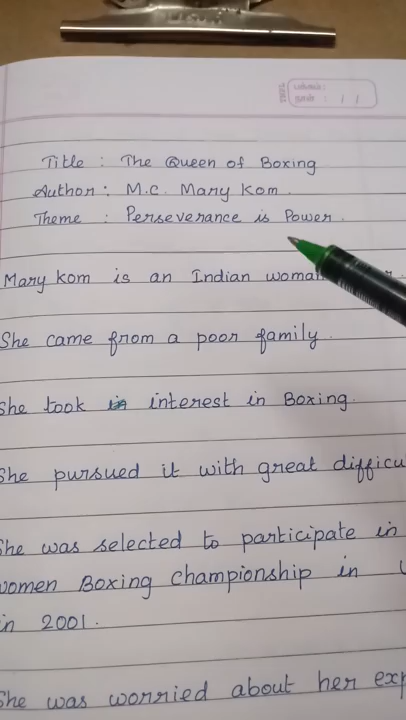 பக்கம்:
நாள் : / /
Title : The Queen of Boxing
Author : M.C. Mary Kom.
Theme : Perseverance is Power.
Mary Kom is an Indian woman
She came from a poor family.
She took in interest in Boxing.
She pursued it with great difficu
She was selected to participate in
women Boxing Championship in
in 2001.
She was worried about her exp